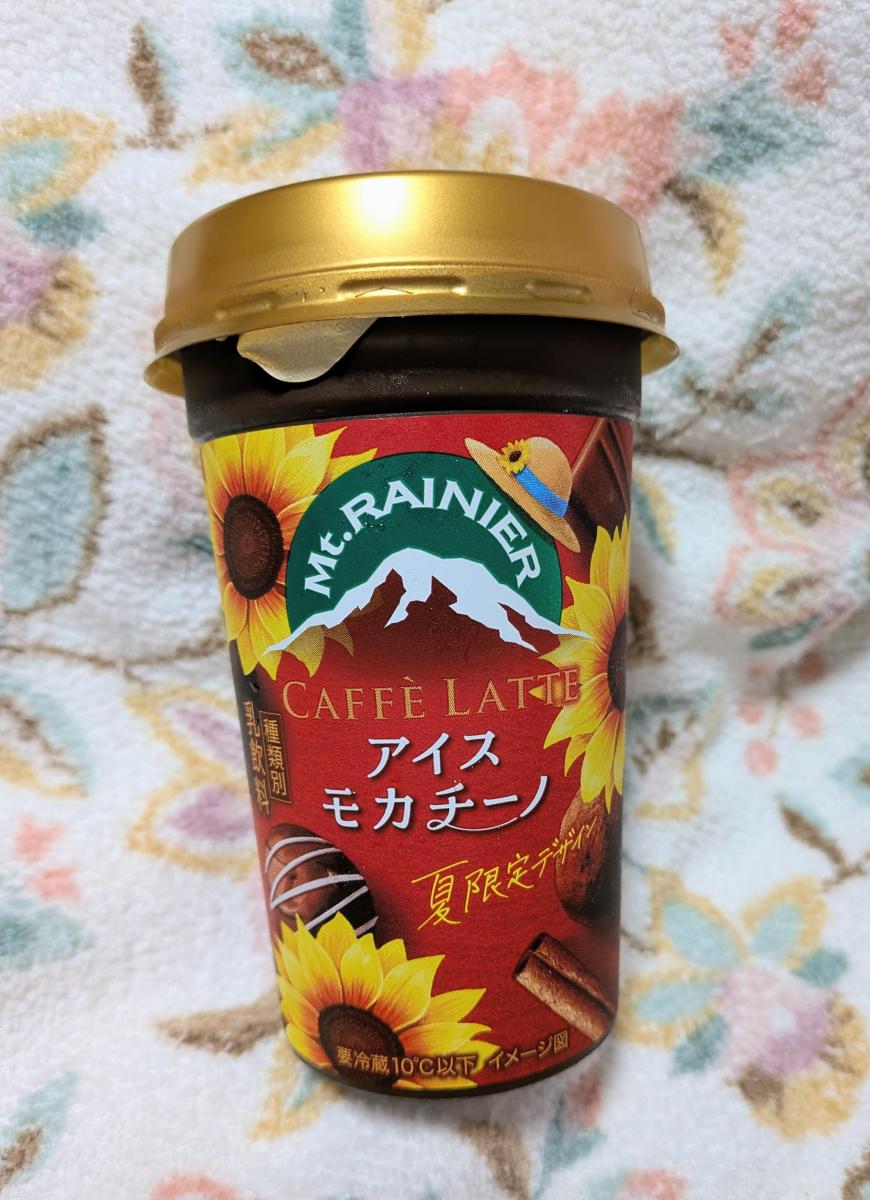 Mt. RAINIER
CAFFÈ LATTE
アイス
モカチーノ
夏限定デザイン
種類別
乳飲料
要冷蔵10℃以下 イメージ図